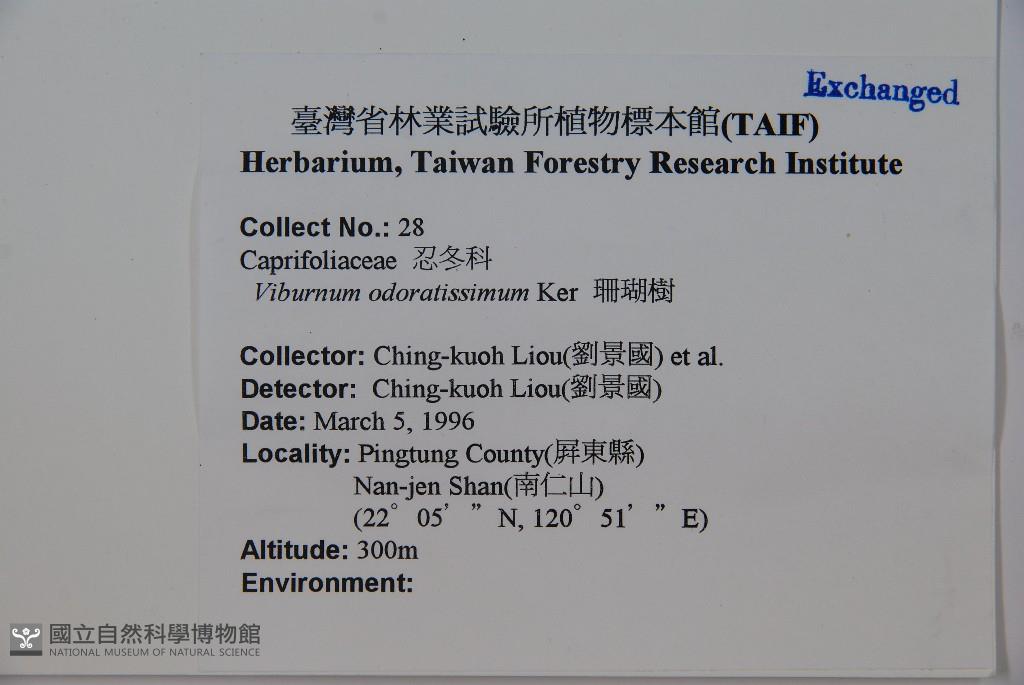 Exchanged
臺灣省林業試驗所植物標本館(TAIF)
Herbarium, Taiwan Forestry Research Institute
Collect No.: 28
Caprifoliaceae 忍冬科
Viburnum odoratissimum Ker 珊瑚樹
Collector: Ching-kuoh Liou(劉景國) et al.
Detector: Ching-kuoh Liou(劉景國)
Date: March 5, 1996
Locality: Pingtung County(屏東縣)
Nan-jen Shan(南仁山)
(22° 05’ ” N, 120° 51’ ” E)
Altitude: 300m
Environment:
國立自然科學博物館
NATIONAL MUSEUM OF NATURAL SCIENCE